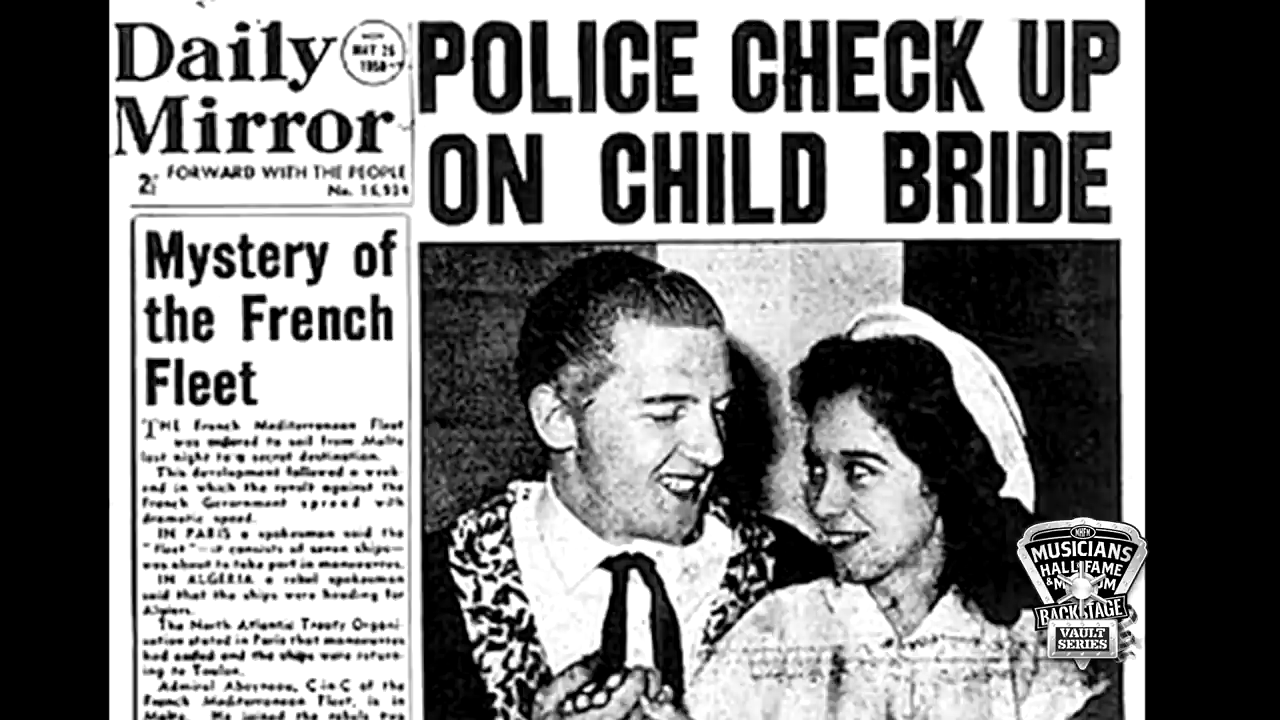 Daily
Mirror
MAY 26
1958
FORWARD WITH THE PEOPLE
No. 16,934
POLICE CHECK UP
ON CHILD BRIDE
Mystery of
the French
Fleet
THE French Mediterranean Fleet
was ordered to sail from Malta
last night to a secret destination.
This development followed a week-
end in which the revolt against the
French Government spread with
dramatic speed.
IN PARIS a spokesman said the
"fleet"—it consists of seven ships—
was about to take part in manoeuvres.
IN ALGERIA a rebel spokesman
said that the ships were heading for
Algiers.
The North Atlantic Treaty Organi-
sation stated in Paris that manoeuvres
had ended and the ships were return-
ing to Toulon.
Admiral C-in-C of the
French Mediterranean Fleet, is in
Malta. He joined the rebels two
MHFM
MUSICIANS
HALL FAME
& M UM
BACKSTAGE
VAULT
SERIES